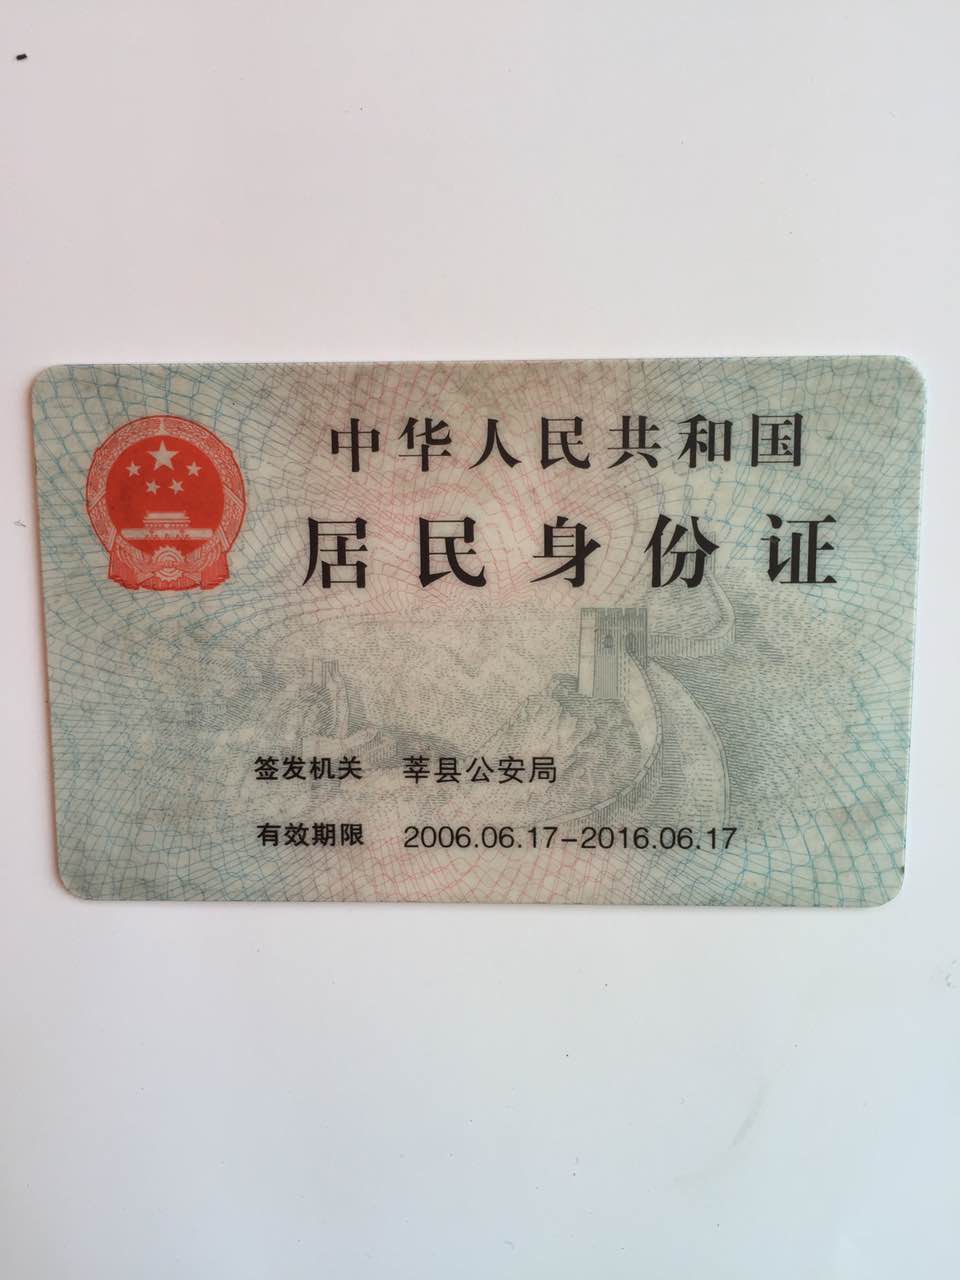 中华人民共和国
居民身份证
签发机关 莘县公安局
有效期限 2006.06.17-2016.06.17